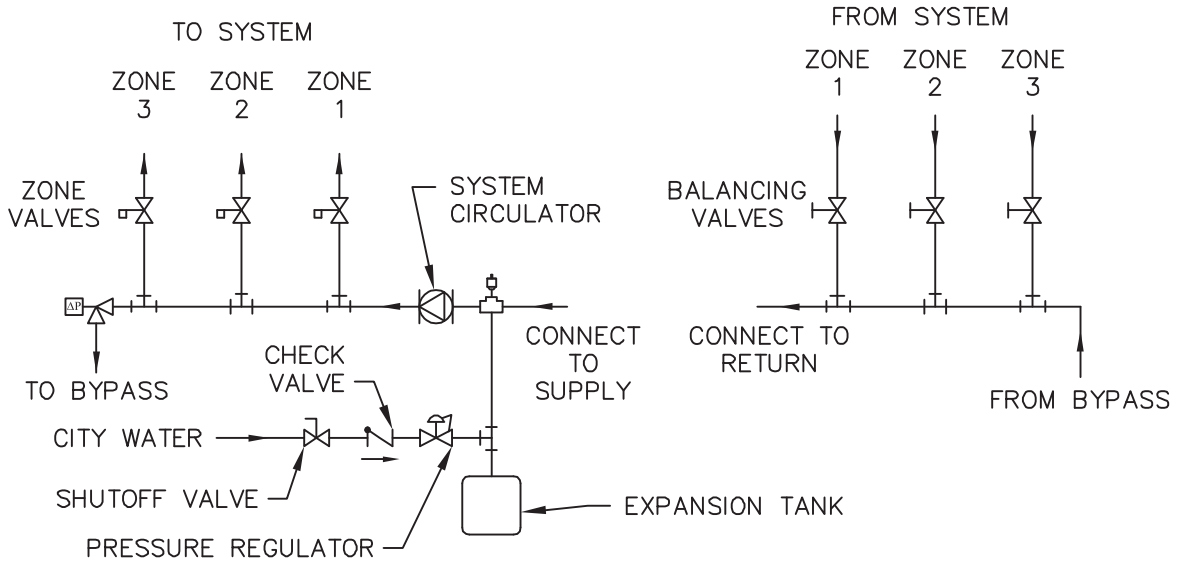 TO SYSTEM
ZONE
3
ZONE
2
ZONE
1
ZONE
VALVES
SYSTEM
CIRCULATOR
ΔP
TO BYPASS
CONNECT
TO
SUPPLY
CHECK
VALVE
CITY WATER
SHUTOFF VALVE
PRESSURE REGULATOR
EXPANSION TANK
FROM SYSTEM
ZONE
1
ZONE
2
ZONE
3
BALANCING
VALVES
CONNECT TO
RETURN
FROM BYPASS